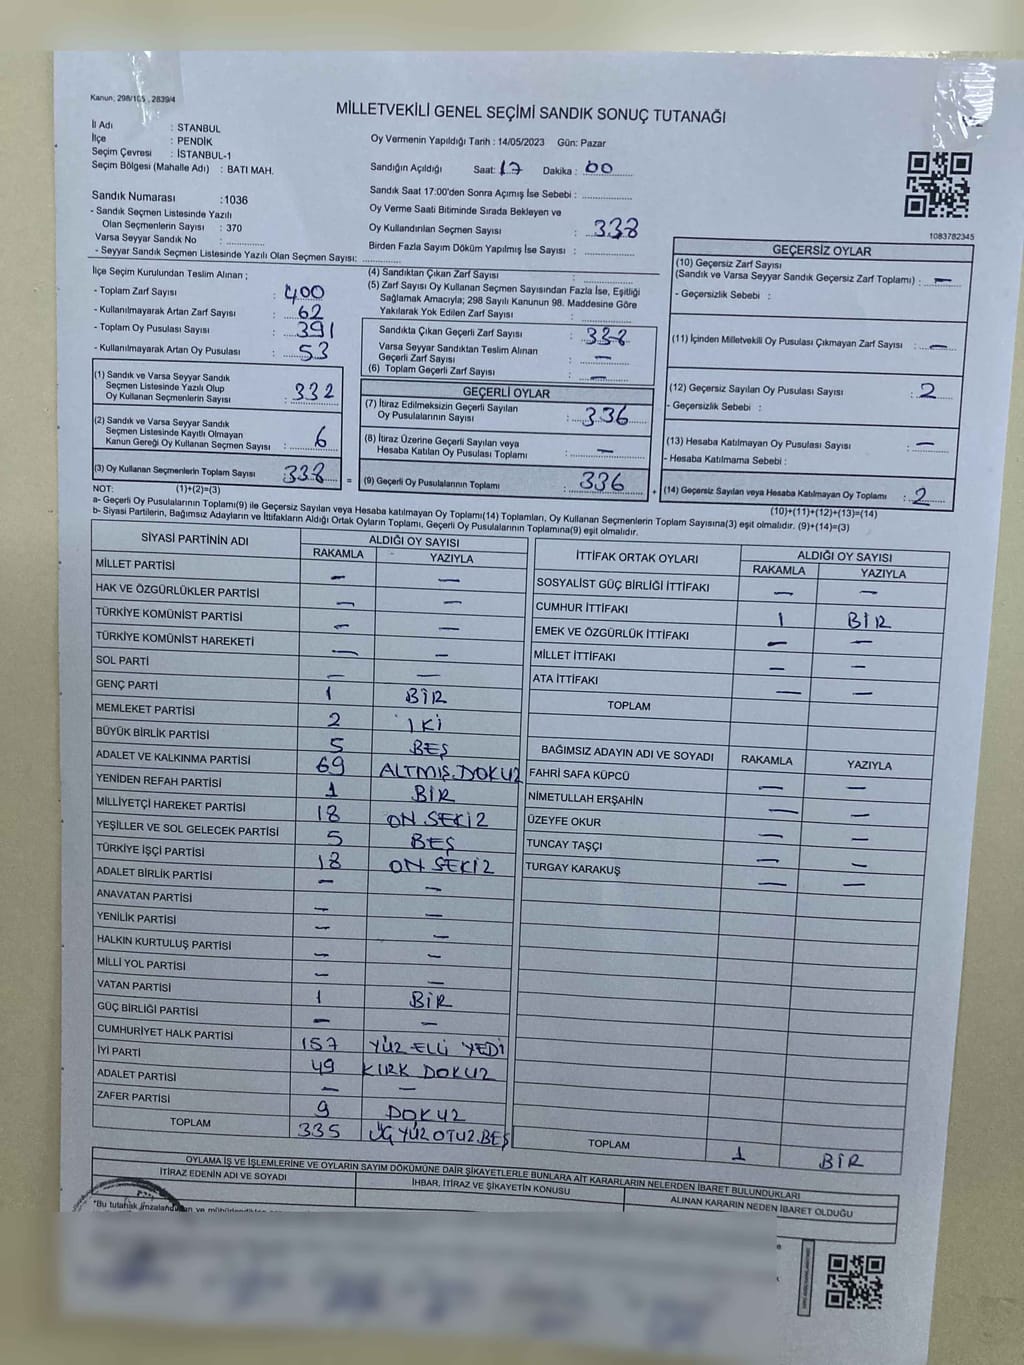 Kanun; 298/105 , 2839/4
MİLLETVEKİLİ GENEL SEÇİMİ SANDIK SONUÇ TUTANAĞI
İl Adı : STANBUL
İlçe : PENDİK
Seçim Çevresi : İSTANBUL-1
Seçim Bölgesi (Mahalle Adı) : BATI MAH.
Sandık Numarası :1036
- Sandık Seçmen Listesinde Yazılı
Olan Seçmenlerin Sayısı : 370
Varsa Seyyar Sandık No :
- Seyyar Sandık Seçmen Listesinde Yazılı Olan Seçmen Sayısı:
Oy Vermenin Yapıldığı Tarih : 14/05/2023 Gün: Pazar
Sandığın Açıldığı Saat: 17 Dakika : 00
Sandık Saat 17:00'den Sonra Açımış İse Sebebi :
Oy Verme Saati Bitiminde Sırada Bekleyen ve
Oy Kullandırılan Seçmen Sayısı : 338
Birden Fazla Sayım Döküm Yapılmış İse Sayısı :
1083782345
İlçe Seçim Kurulundan Teslim Alınan ;
- Toplam Zarf Sayısı : 400
- Kullanılmayarak Artan Zarf Sayısı : 62
- Toplam Oy Pusulası Sayısı : 391
- Kullanılmayarak Artan Oy Pusulası : 53
(1) Sandık ve Varsa Seyyar Sandık
Seçmen Listesinde Yazılı Olup
Oy Kullanan Seçmenlerin Sayısı : 332
(2) Sandık ve Varsa Seyyar Sandık
Seçmen Listesinde Kayıtlı Olmayan
Kanun Gereği Oy Kullanan Seçmen Sayısı : 6
(3) Oy Kullanan Seçmenlerin Toplam Sayısı 338 =
(4) Sandıktan Çıkan Zarf Sayısı :
(5) Zarf Sayısı Oy Kullanan Seçmen Sayısından Fazla İse, Eşitliği
Sağlamak Amacıyla; 298 Sayılı Kanunun 98. Maddesine Göre
Yakılarak Yok Edilen Zarf Sayısı :
Sandıkta Çıkan Geçerli Zarf Sayısı : 338
Varsa Seyyar Sandıktan Teslim Alınan
Geçerli Zarf Sayısı : —
(6) Toplam Geçerli Zarf Sayısı : —
GEÇERLİ OYLAR
(7) İtiraz Edilmeksizin Geçerli Sayılan
Oy Pusulalarının Sayısı : 336
(8) İtiraz Üzerine Geçerli Sayılan veya
Hesaba Katılan Oy Pusulası Toplamı : —
(9) Geçerli Oy Pusulalarının Toplamı : 336 +
GEÇERSİZ OYLAR
(10) Geçersiz Zarf Sayısı
(Sandık ve Varsa Seyyar Sandık Geçersiz Zarf Toplamı) : —
- Geçersizlik Sebebi :
(11) İçinden Milletvekili Oy Pusulası Çıkmayan Zarf Sayısı : —
(12) Geçersiz Sayılan Oy Pusulası Sayısı : 2
- Geçersizlik Sebebi :
(13) Hesaba Katılmayan Oy Pusulası Sayısı : —
- Hesaba Katılmama Sebebi :
(14) Geçersiz Sayılan veya Hesaba Katılmayan Oy Toplamı : 2
NOT: (1)+(2)=(3)
(10)+(11)+(12)+(13)=(14)
a- Geçerli Oy Pusulalarının Toplamı(9) ile Geçersiz Sayılan veya Hesaba Katılmayan Oy Toplamı(14) Toplamları, Oy Kullanan Seçmenlerin Toplam Sayısına(3) eşit olmalıdır. (9)+(14)=(3)
b- Siyasi Partilerin, Bağımsız Adayların ve İttifakların Aldığı Ortak Oyların Toplamı, Geçerli Oy Pusulalarının Toplamına(9) eşit olmalıdır.
SİYASİ PARTİNİN ADI ALDIĞI OY SAYISI
RAKAMLA YAZIYLA
MİLLET PARTİSİ — —
HAK VE ÖZGÜRLÜKLER PARTİSİ — —
TÜRKİYE KOMÜNİST PARTİSİ — —
TÜRKİYE KOMÜNİST HAREKETİ — —
SOL PARTİ — —
GENÇ PARTİ 1 BİR
MEMLEKET PARTİSİ 2 İKİ
BÜYÜK BİRLİK PARTİSİ 5 BEŞ
ADALET VE KALKINMA PARTİSİ 69 ALTMIŞ.DOKUZ
YENİDEN REFAH PARTİSİ 1 BİR
MİLLİYETÇİ HAREKET PARTİSİ 18 ON SEKİZ
YEŞİLLER VE SOL GELECEK PARTİSİ 5 BEŞ
TÜRKİYE İŞÇİ PARTİSİ 18 ON SEKİZ
ADALET BİRLİK PARTİSİ — —
ANAVATAN PARTİSİ — —
YENİLİK PARTİSİ — —
HALKIN KURTULUŞ PARTİSİ — —
MİLLİ YOL PARTİSİ — —
VATAN PARTİSİ 1 BİR
GÜÇ BİRLİĞİ PARTİSİ — —
CUMHURİYET HALK PARTİSİ 157 YÜZ ELLİ YEDİ
İYİ PARTİ 49 KIRK DOKUZ
ADALET PARTİSİ — —
ZAFER PARTİSİ 9 DOKUZ
TOPLAM 335 ÜÇ YÜZ OTUZ.BEŞ
İTTİFAK ORTAK OYLARI ALDIĞI OY SAYISI
RAKAMLA YAZIYLA
SOSYALİST GÜÇ BİRLİĞİ İTTİFAKI — —
CUMHUR İTTİFAKI 1 BİR
EMEK VE ÖZGÜRLÜK İTTİFAKI — —
MİLLET İTTİFAKI — —
ATA İTTİFAKI — —
TOPLAM
BAĞIMSIZ ADAYIN ADI VE SOYADI RAKAMLA YAZIYLA
FAHRİ SAFA KÜPCÜ — —
NİMETULLAH ERŞAHİN — —
ÜZEYFE OKUR — —
TUNCAY TAŞÇI — —
TURGAY KARAKUŞ — —
TOPLAM 1 BİR
OYLAMA İŞ VE İŞLEMLERİNE VE OYLARIN SAYIM DÖKÜMÜNE DAİR ŞİKAYETLERLE BUNLARA AİT KARARLARIN NELERDEN İBARET BULUNDUKLARI
İTİRAZ EDENİN ADI VE SOYADI İHBAR, İTİRAZ VE ŞİKAYETİN KONUSU ALINAN KARARIN NEDEN İBARET OLDUĞU